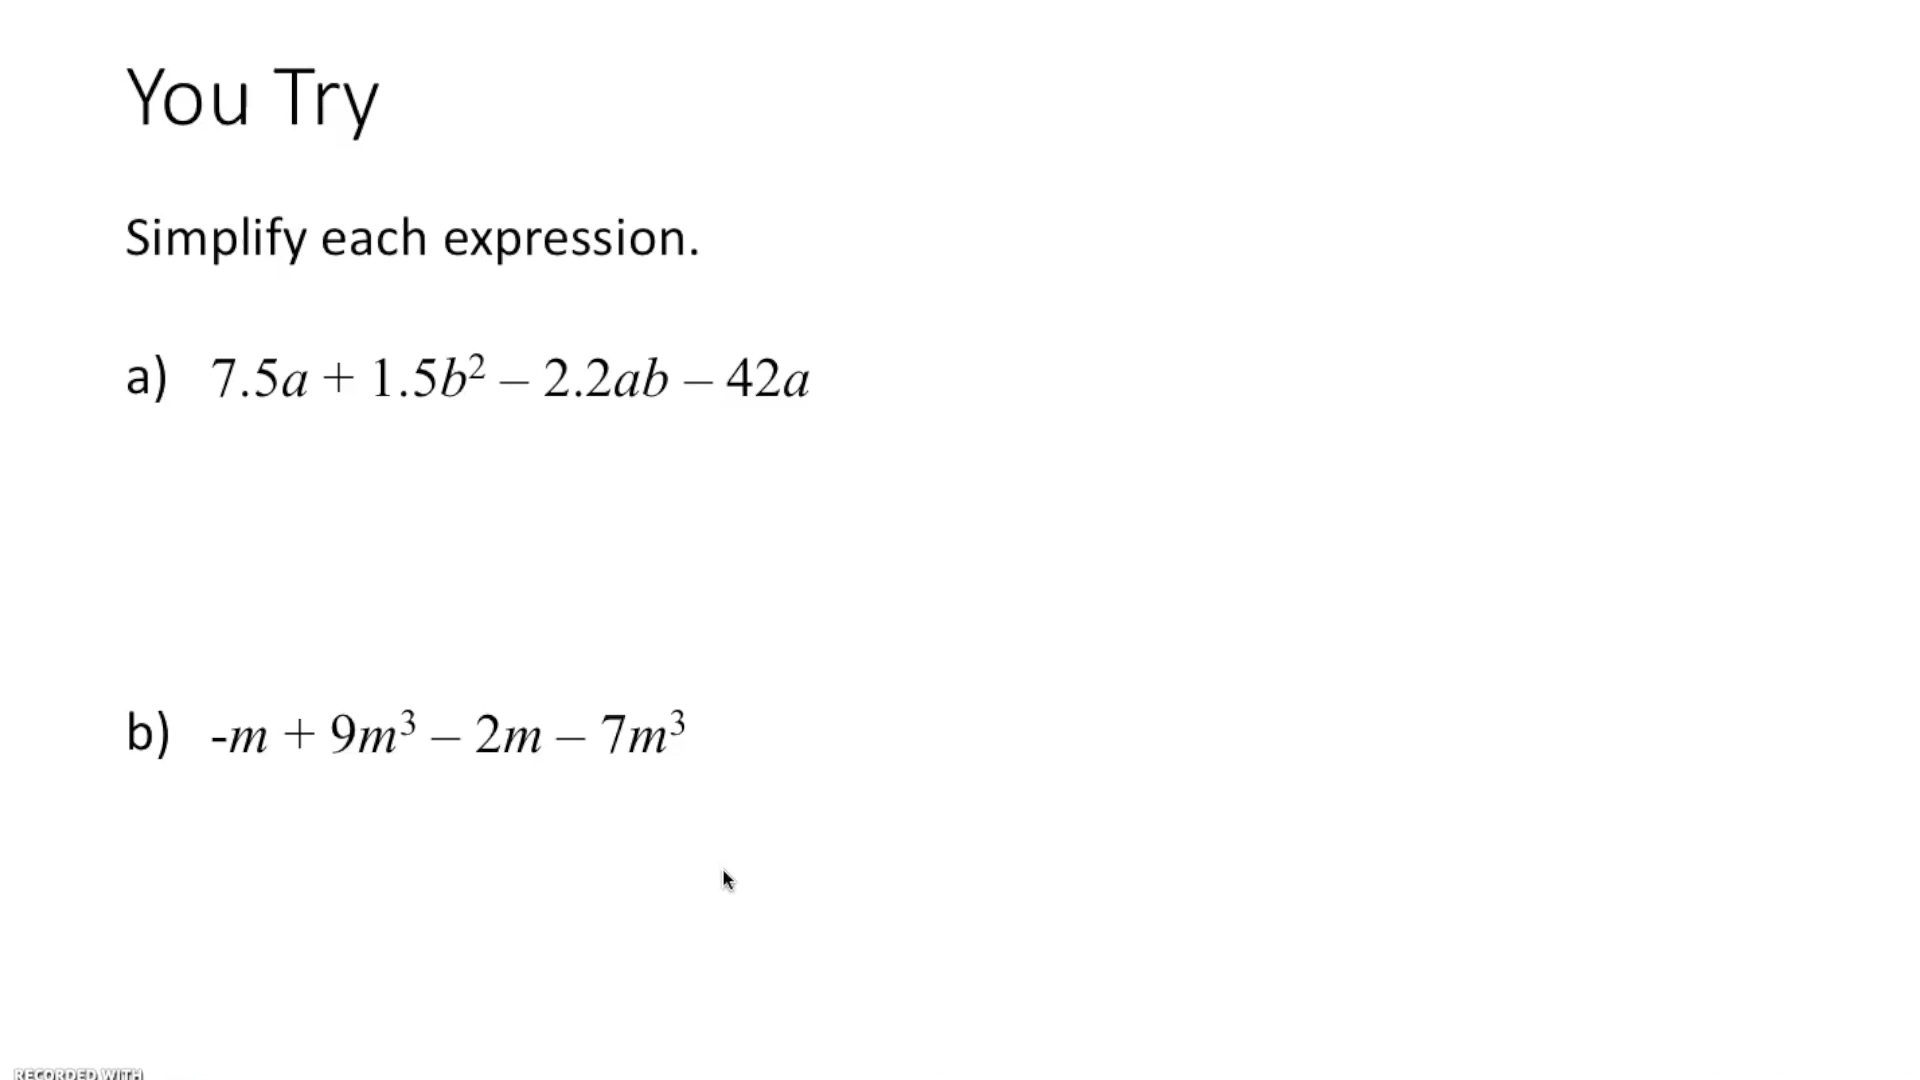 You Try
Simplify each expression.
a) 7.5a + 1.5b² – 2.2ab – 42a
b) -m + 9m³ – 2m – 7m³
RECORDED WITH